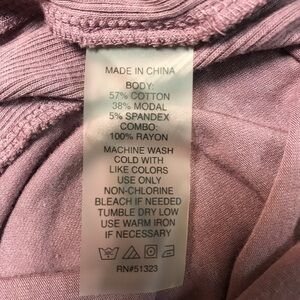 MADE IN CHINA
BODY:
57% COTTON
38% MODAL
5% SPANDEX
COMBO:
100% RAYON
MACHINE WASH
COLD WITH
LIKE COLORS
USE ONLY
NON-CHLORINE
BLEACH IF NEEDED
TUMBLE DRY LOW
USE WARM IRON
IF NECESSARY
RN#51323